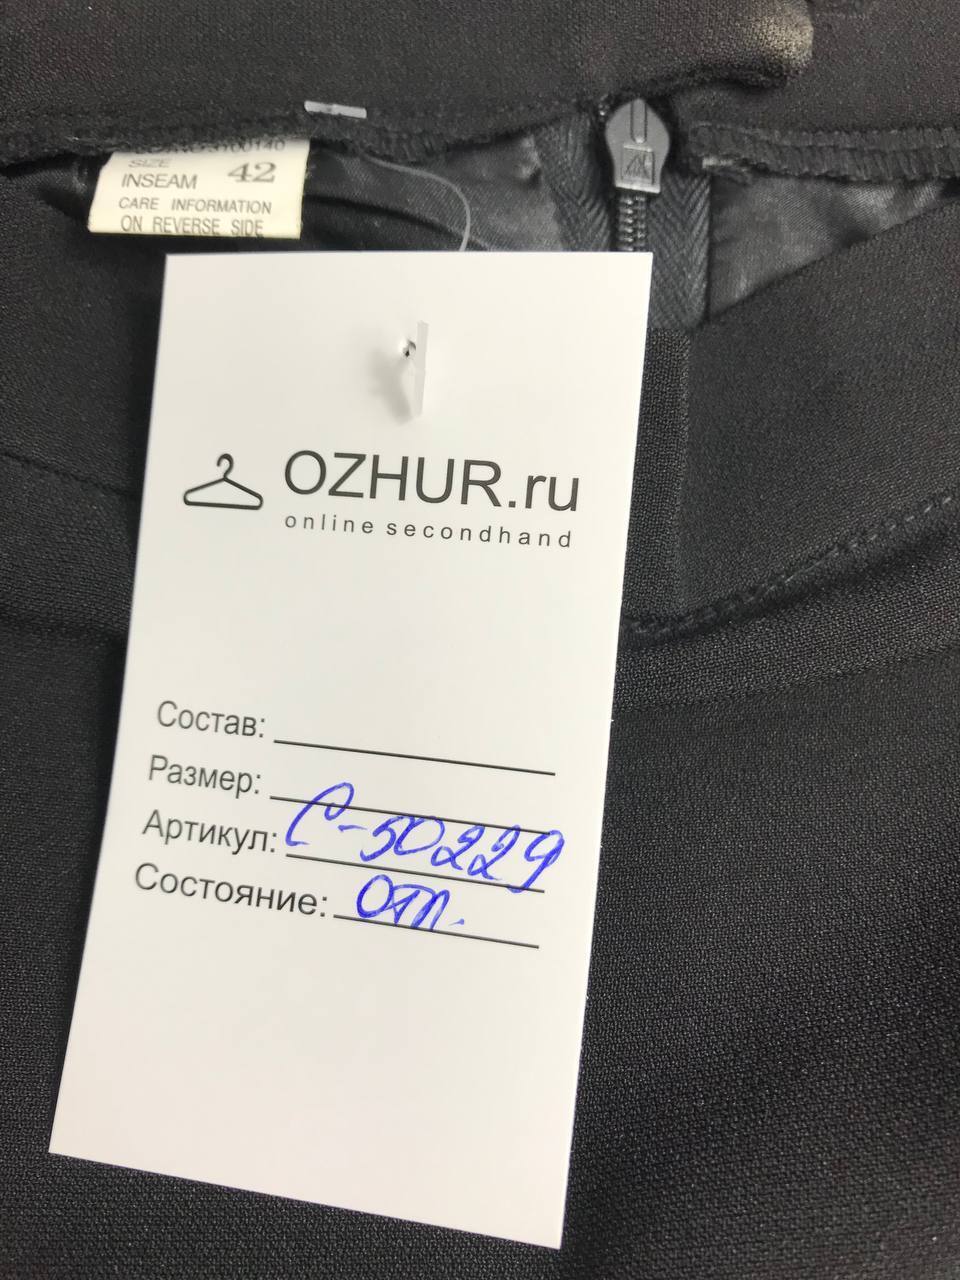 SIZE 42
INSEAM
CARE INFORMATION
ON REVERSE SIDE
OZHUR.ru
online secondhand
Состав:
Размер:
Артикул: С-50229
Состояние: отл.